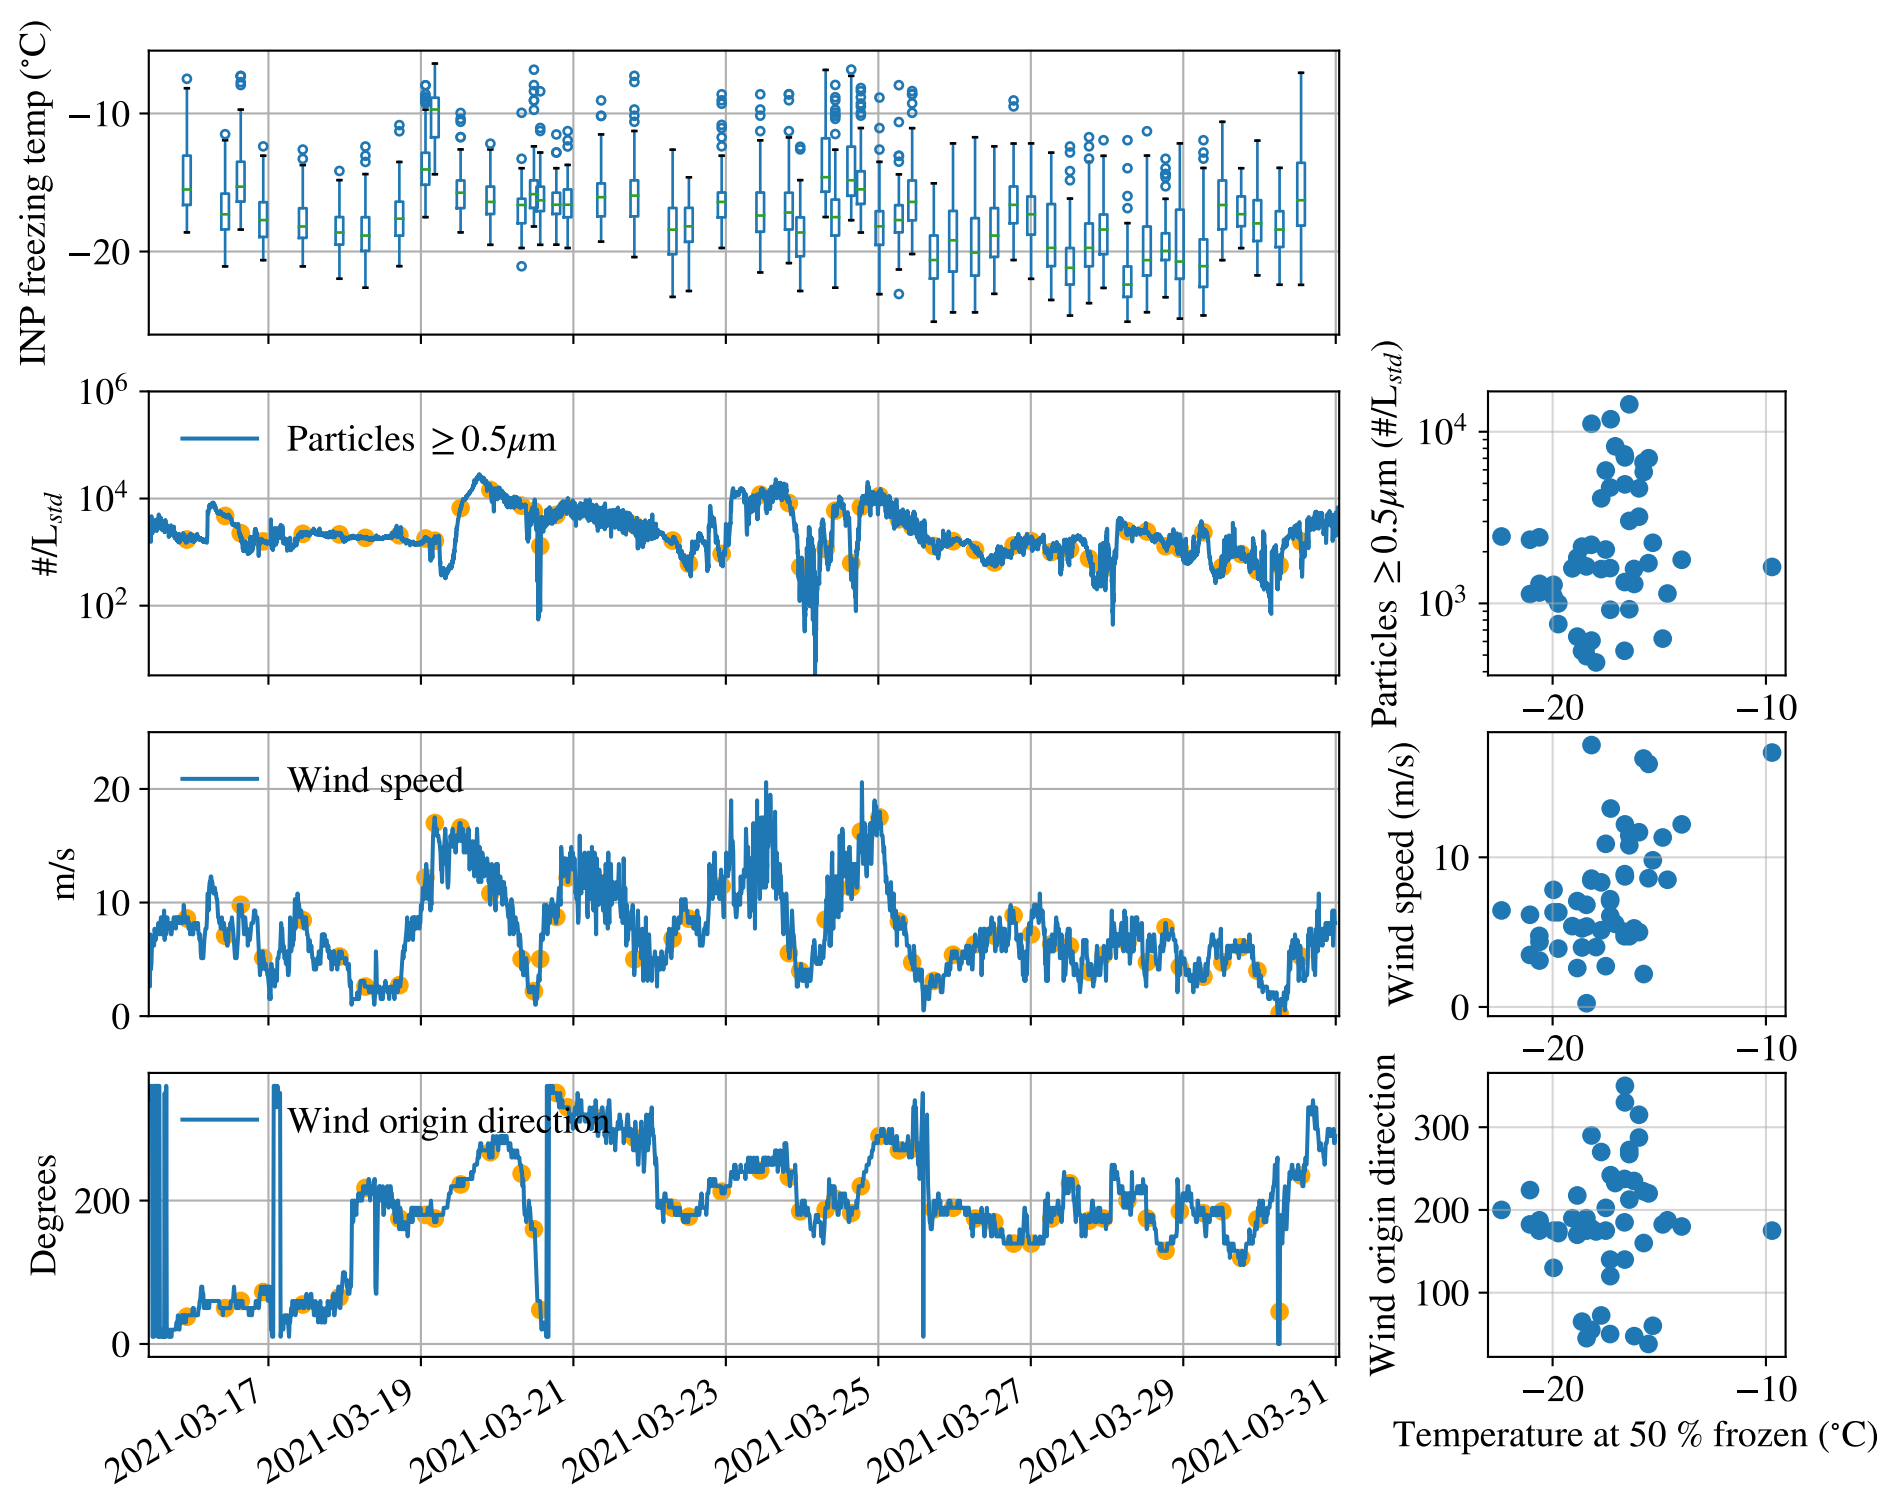 INP freezing temp (°C)
−10
−20
#/L_std
10^6
10^4
10^2
Particles ≥0.5μm
Particles ≥0.5μm (#/L_std)
10^4
10^3
−20 −10
m/s
20
10
0
Wind speed
Wind speed (m/s)
10
0
−20 −10
Degrees
200
0
Wind origin direction
Wind origin direction
300
200
100
−20 −10
Temperature at 50 % frozen (°C)
2021-03-17
2021-03-19
2021-03-21
2021-03-23
2021-03-25
2021-03-27
2021-03-29
2021-03-31